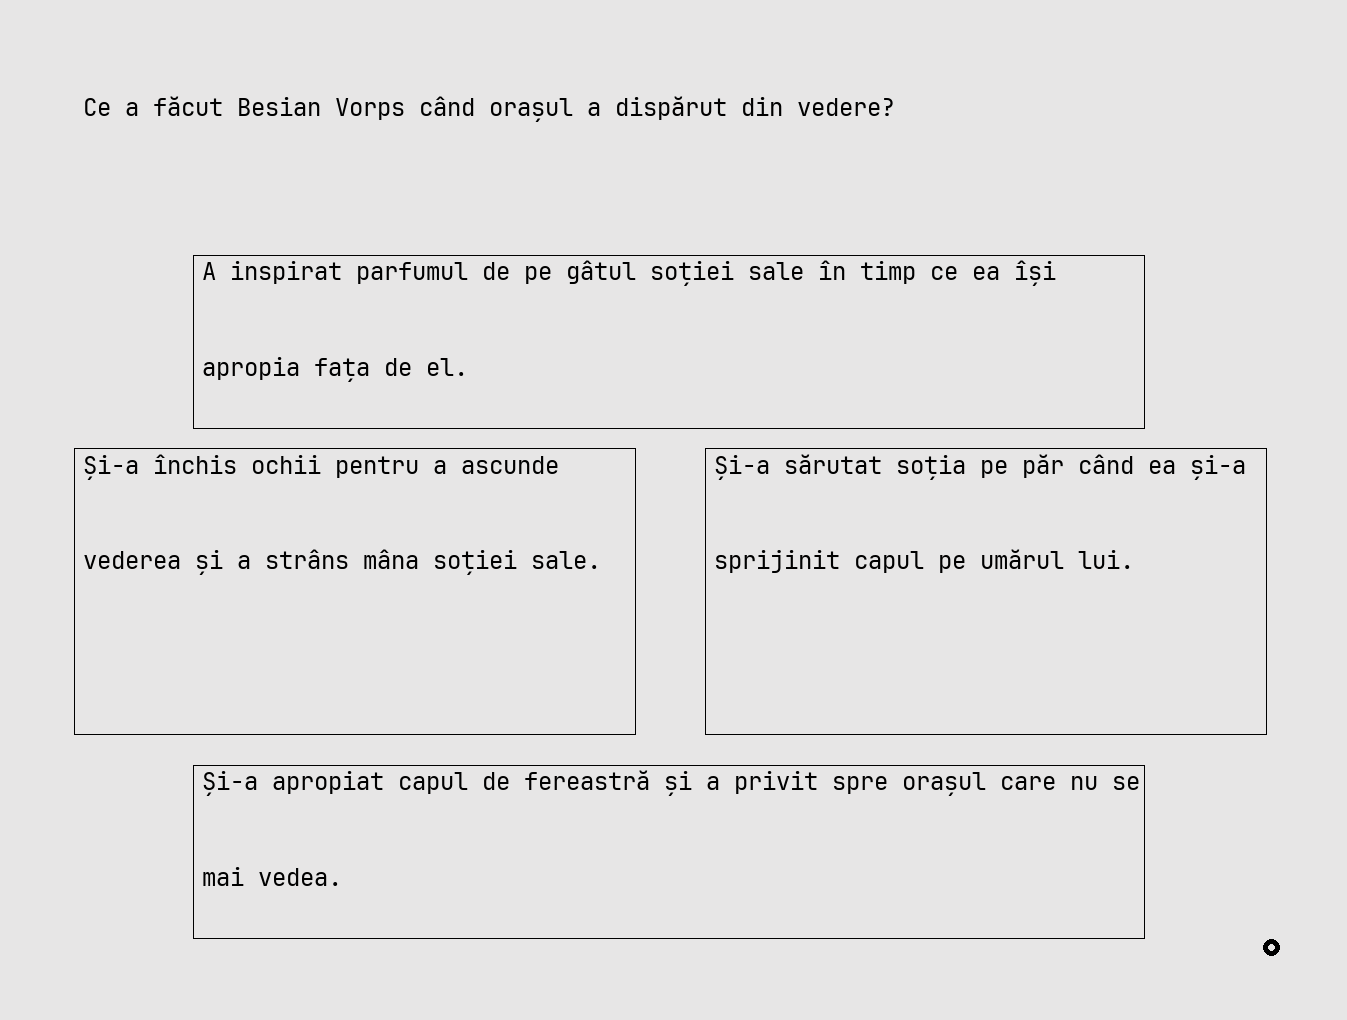 Ce a făcut Besian Vorps când orașul a dispărut din vedere?
A inspirat parfumul de pe gâtul soției sale în timp ce ea își
apropia fața de el.
Și-a închis ochii pentru a ascunde
vederea și a strâns mâna soției sale.
Și-a sărutat soția pe păr când ea și-a
sprijinit capul pe umărul lui.
Și-a apropiat capul de fereastră și a privit spre orașul care nu se
mai vedea.